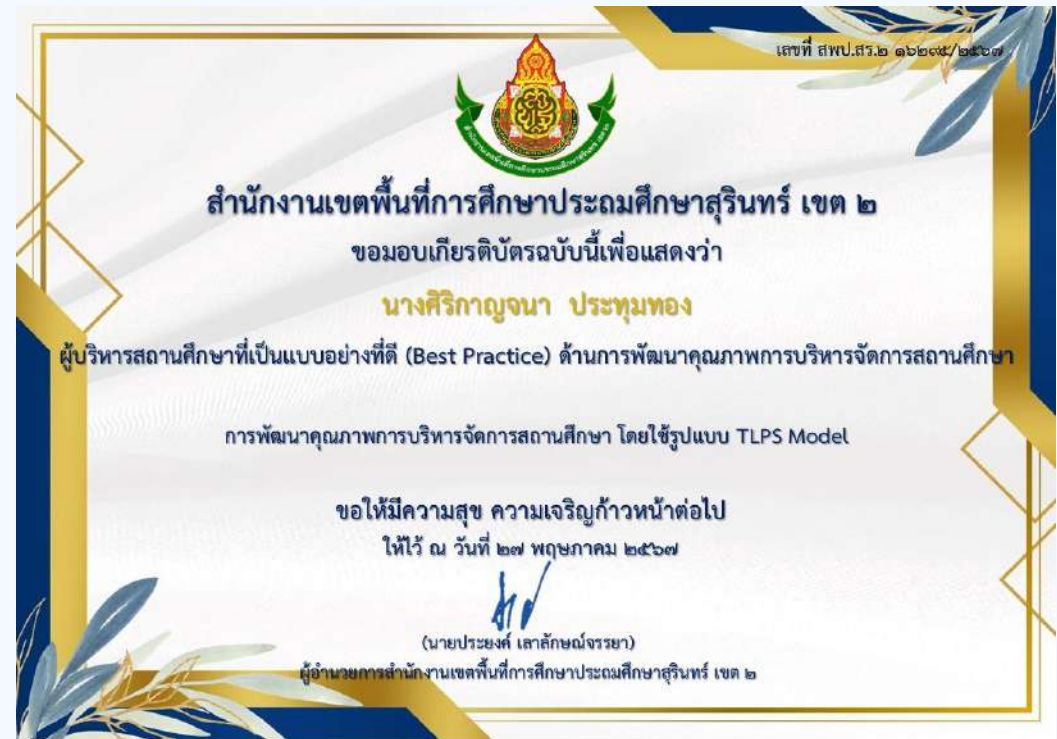 เลขที่ สพป.สร.๒ ๑๖๒๙๕/๒๕๖๗
สำนักงานเขตพื้นที่การศึกษาประถมศึกษาสุรินทร์ เขต ๒
ขอมอบเกียรติบัตรฉบับนี้เพื่อแสดงว่า
นางศิริกาญจนา ประทุมทอง
ผู้บริหารสถานศึกษาที่เป็นแบบอย่างที่ดี (Best Practice) ด้านการพัฒนาคุณภาพการบริหารจัดการสถานศึกษา
การพัฒนาคุณภาพการบริหารจัดการสถานศึกษา โดยใช้รูปแบบ TLPS Model
ขอให้มีความสุข ความเจริญก้าวหน้าต่อไป
ให้ไว้ ณ วันที่ ๒๗ พฤษภาคม ๒๕๖๗
(นายประยงค์ เลาลักษณ์จรรยา)
ผู้อำนวยการสำนักงานเขตพื้นที่การศึกษาประถมศึกษาสุรินทร์ เขต ๒